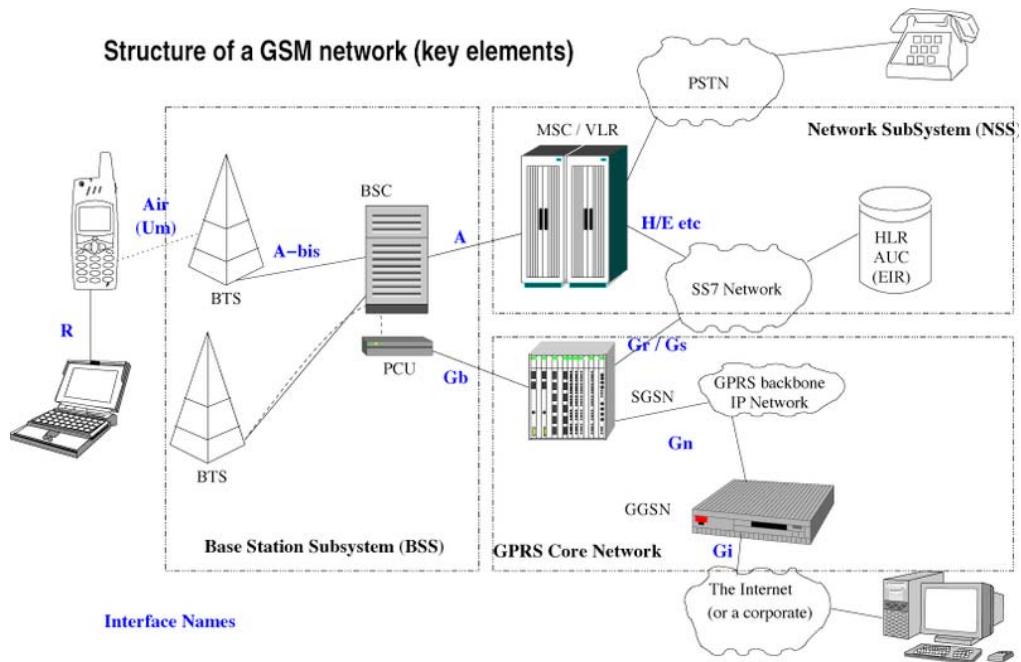 Structure of a GSM network (key elements)
PSTN
MSC / VLR
Network SubSystem (NSS)
BSC
Air
(Um)
A-bis
A
H/E etc
HLR
AUC
(EIR)
BTS
SS7 Network
R
PCU
Gb
Gr / Gs
SGSN
GPRS backbone
IP Network
Gn
BTS
GGSN
Base Station Subsystem (BSS)
GPRS Core Network
Gi
The Internet
(or a corporate)
Interface Names